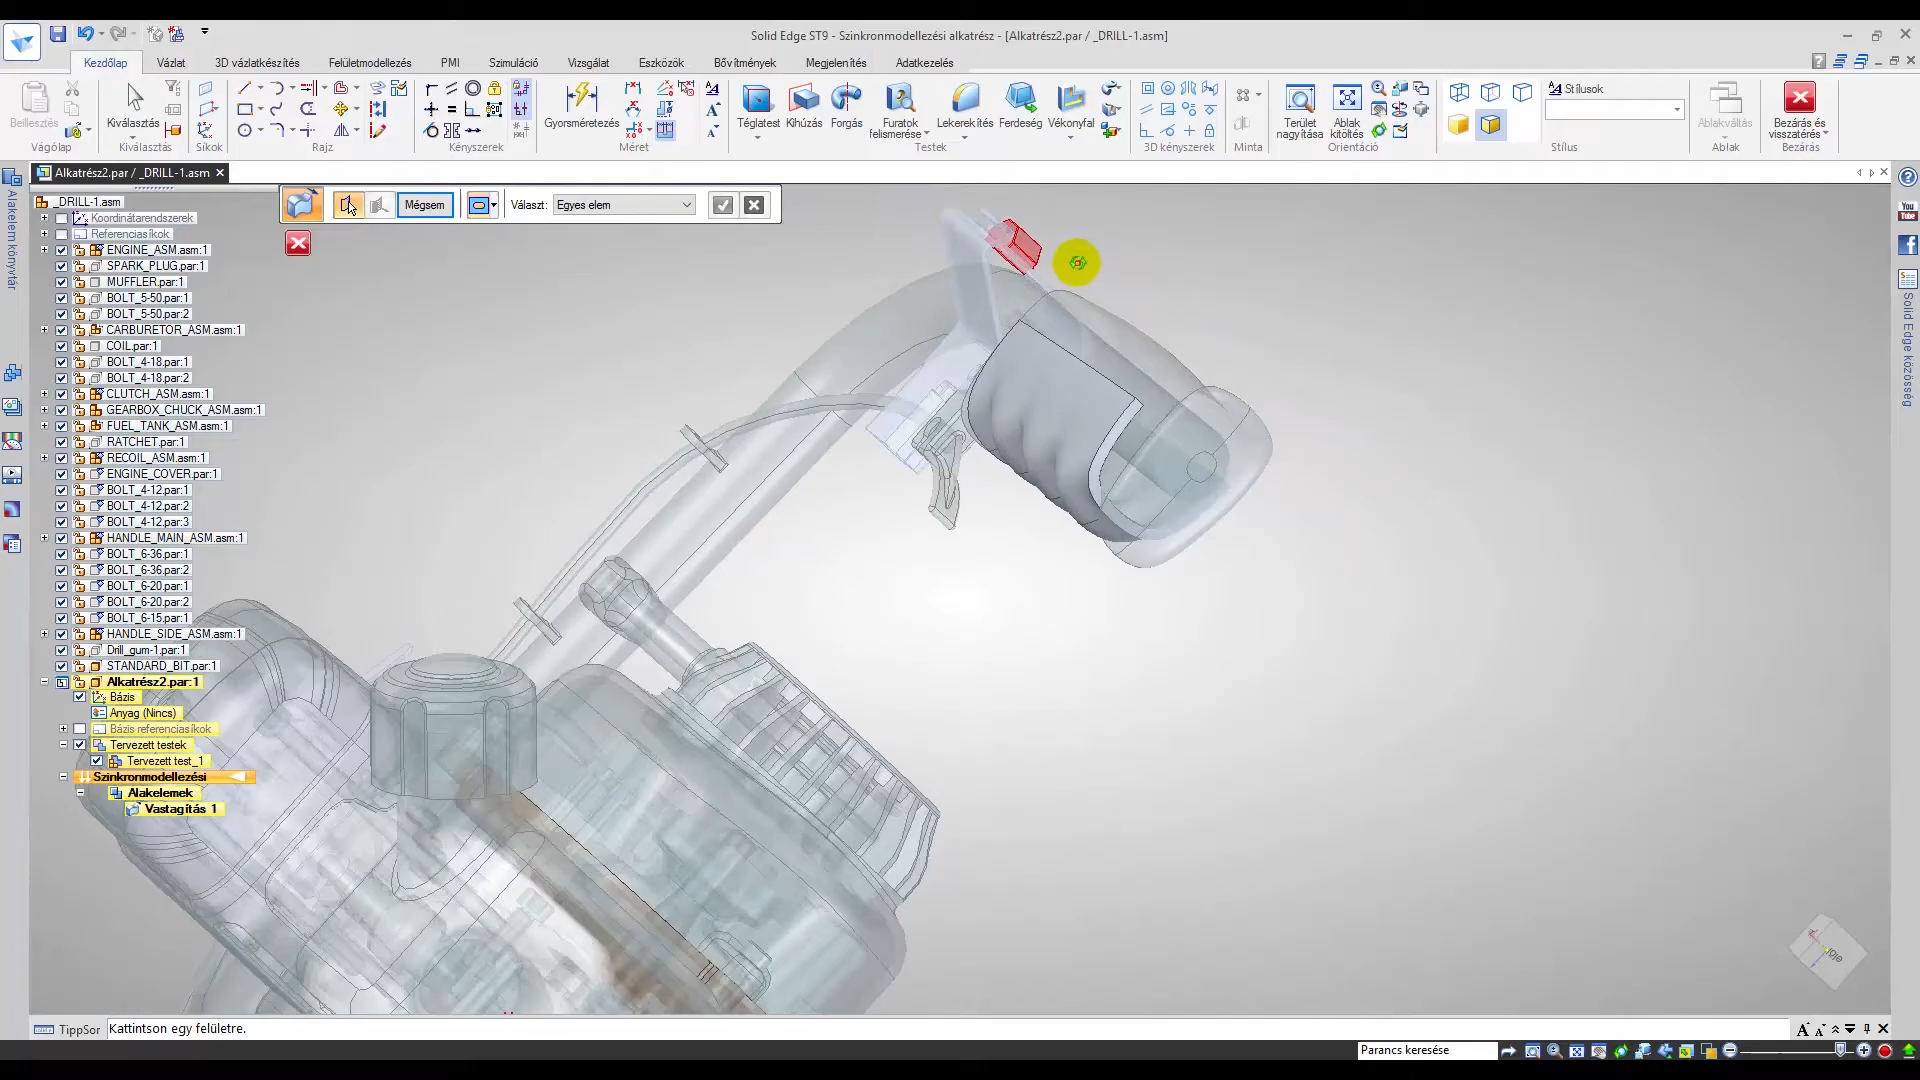 Solid Edge ST9 - Szinkronmodellezési alkatrész - [Alkatrész2.par / _DRILL-1.asm]
Kezdőlap Vázlat 3D vázlatkészítés Felületmodellezés PMI Szimuláció Vizsgálat Eszközök Bővítmények Megjelenítés Adatkezelés
Beillesztés Kiválasztás Gyorsméretezés Téglatest Kihúzás Forgás Furatok felismerése Lekerekítés Ferdeség Vékonyfal Terület nagyítása Ablak kitöltés Stílusok Ablakváltás Bezárás és visszatérés
Vágólap Kiválasztás Síkok Rajz Kényszerek Méret Testek 3D kényszerek Minta Orientáció Stílus Ablak Bezárás
Alkatrész2.par / _DRILL-1.asm
You Tube
Alakelem könyvtár
Solid Edge közösség
Mégsem Választ: Egyes elem
_DRILL-1.asm
Koordinátarendszerek
Referenciasíkok
ENGINE_ASM.asm:1
SPARK_PLUG.par:1
MUFFLER.par:1
BOLT_5-50.par:1
BOLT_5-50.par:2
CARBURETOR_ASM.asm:1
COIL.par:1
BOLT_4-18.par:1
BOLT_4-18.par:2
CLUTCH_ASM.asm:1
GEARBOX_CHUCK_ASM.asm:1
FUEL_TANK_ASM.asm:1
RATCHET.par:1
RECOIL_ASM.asm:1
ENGINE_COVER.par:1
BOLT_4-12.par:1
BOLT_4-12.par:2
BOLT_4-12.par:3
HANDLE_MAIN_ASM.asm:1
BOLT_6-36.par:1
BOLT_6-36.par:2
BOLT_6-20.par:1
BOLT_6-20.par:2
BOLT_6-15.par:1
HANDLE_SIDE_ASM.asm:1
Drill_gum-1.par:1
STANDARD_BIT.par:1
Alkatrész2.par:1
Bázis
Anyag (Nincs)
Bázis referenciasíkok
Tervezett testek
Tervezett test_1
Szinkronmodellezési
Alakelemek
Vastagítás 1
TippSor Kattintson egy felületre.
Parancs keresése